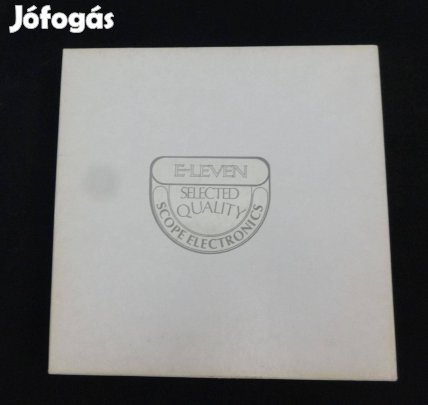 Jófogás
E-LEVEN
SELECTED
QUALITY
SCOPE ELECTRONICS